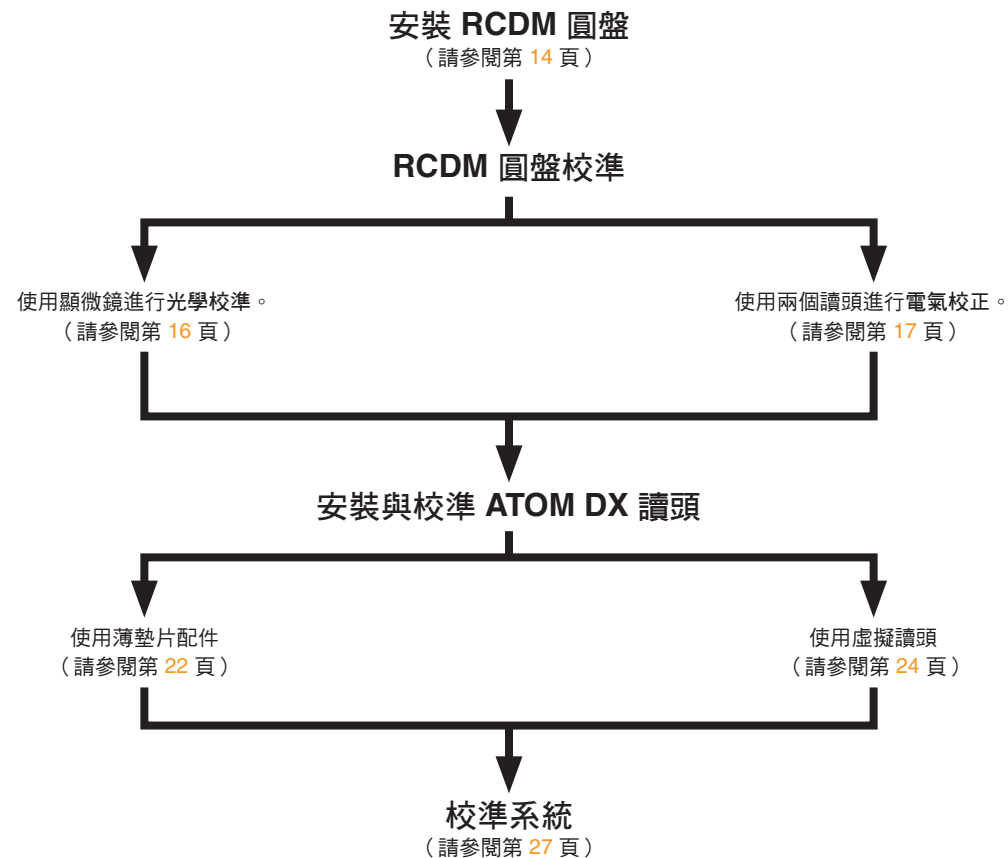 安裝 RCDM 圓盤
（請參閱第 14 頁）
RCDM 圓盤校準
使用顯微鏡進行光學校準。
（請參閱第 16 頁）
使用兩個讀頭進行電氣校正。
（請參閱第 17 頁）
安裝與校準 ATOM DX 讀頭
使用薄墊片配件
（請參閱第 22 頁）
使用虛擬讀頭
（請參閱第 24 頁）
校準系統
（請參閱第 27 頁）